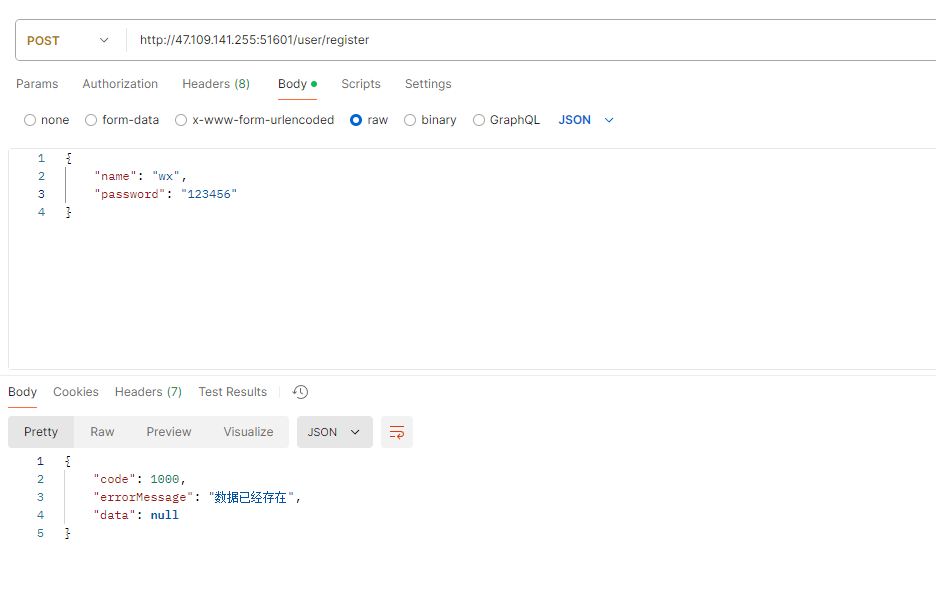 POST http://47.109.141.255:51601/user/register
Params Authorization Headers (8) Body Scripts Settings
none form-data x-www-form-urlencoded raw binary GraphQL JSON
1 {
2 "name": "wx",
3 "password": "123456"
4 }
Body Cookies Headers (7) Test Results
Pretty Raw Preview Visualize JSON
1 {
2 "code": 1000,
3 "errorMessage": "数据已经存在",
4 "data": null
5 }